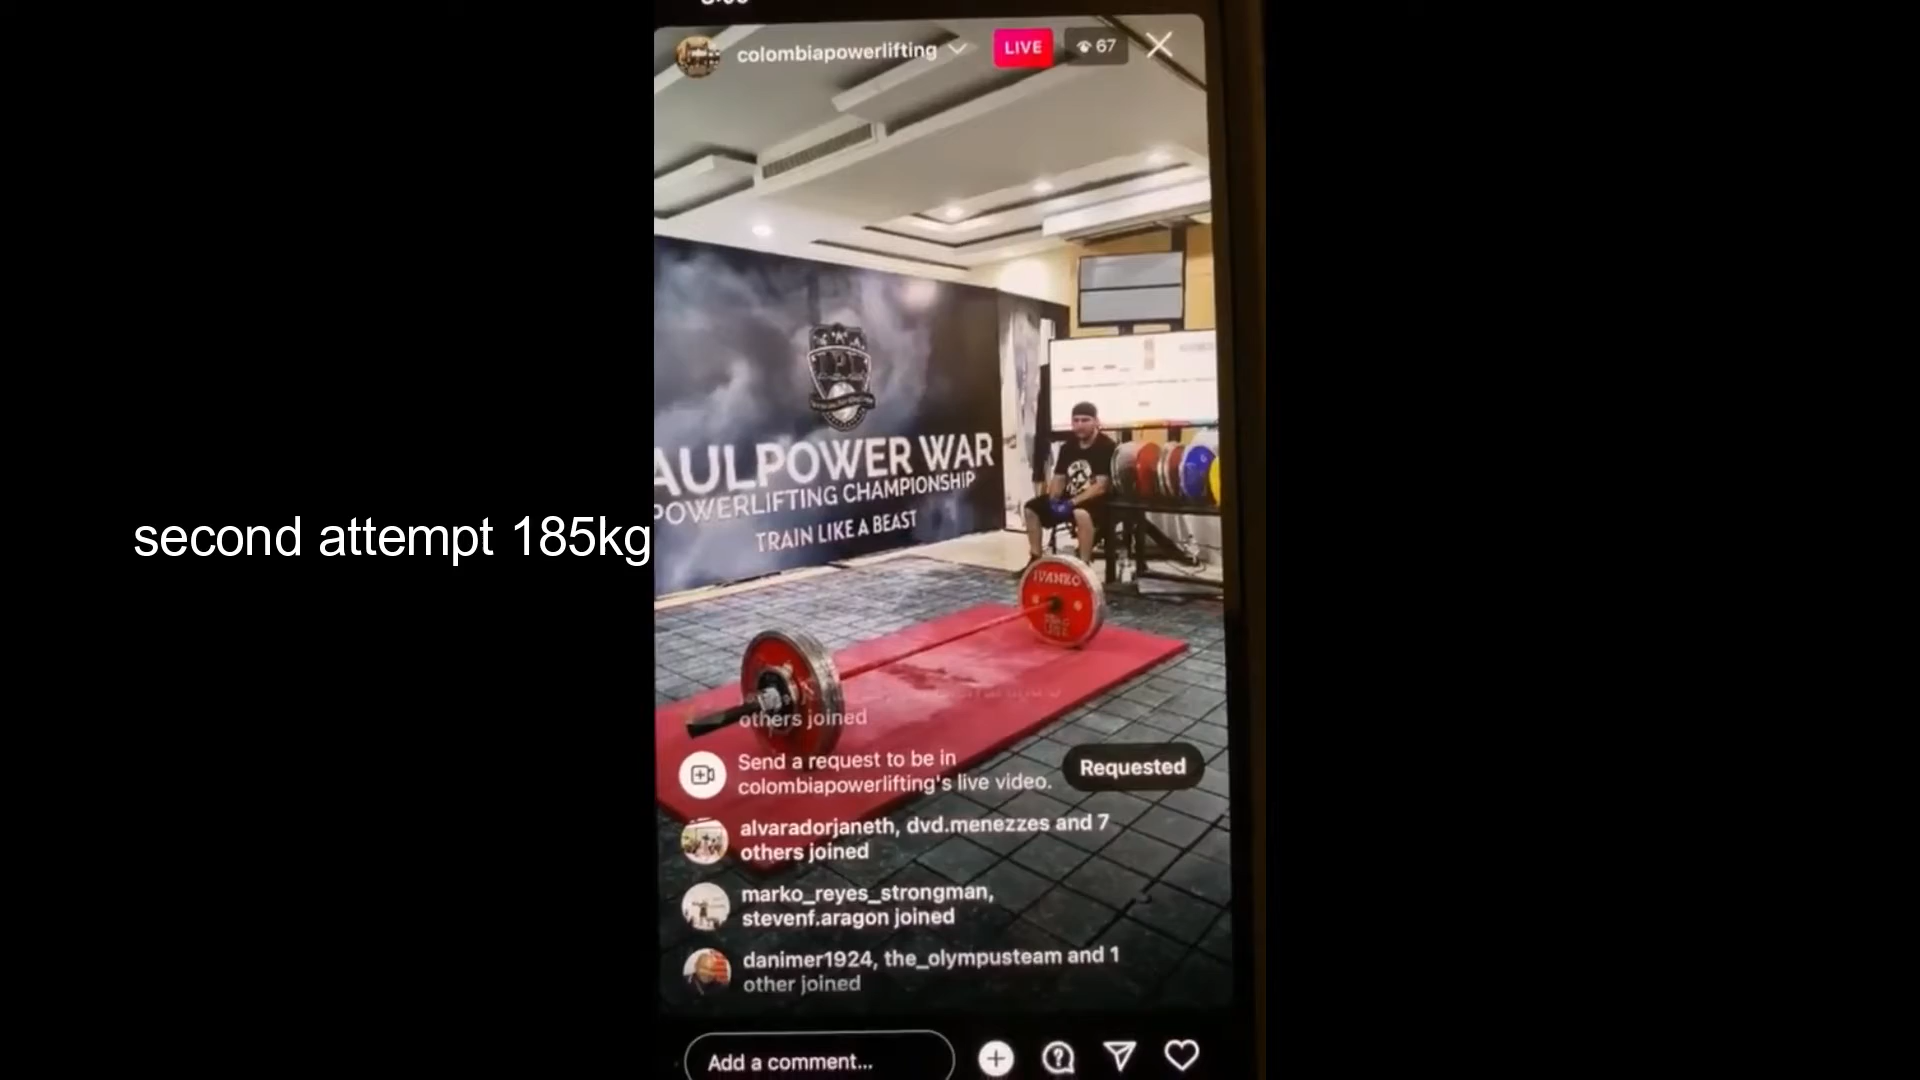 colombiapowerlifting
LIVE
67
AULPOWER WAR
POWERLIFTING CHAMPIONSHIP
TRAIN LIKE A BEAST
second attempt 185kg
IVANKO
others joined
Send a request to be in
colombiapowerlifting's live video.
Requested
alvaradorjaneth, dvd.menezzes and 7
others joined
marko_reyes_strongman,
stevenf.aragon joined
danimer1924, the_olympusteam and 1
other joined
Add a comment...